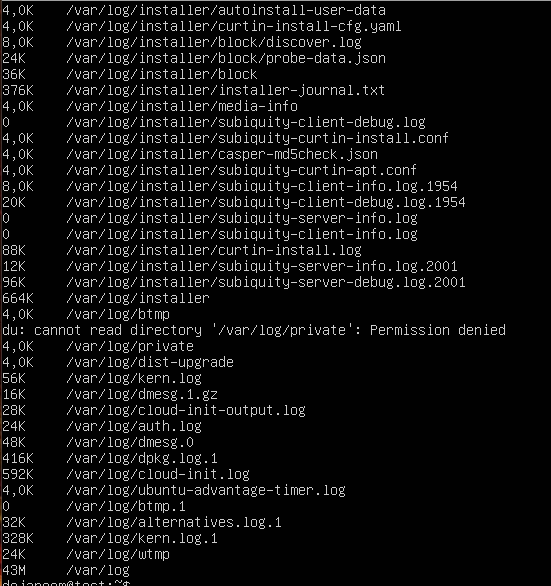 4,0K /var/log/installer/autoinstall-user-data
4,0K /var/log/installer/curtin-install-cfg.yaml
8,0K /var/log/installer/block/discover.log
24K /var/log/installer/block/probe-data.json
36K /var/log/installer/block
376K /var/log/installer/installer-journal.txt
4,0K /var/log/installer/media-info
0 /var/log/installer/subiquity-client-debug.log
4,0K /var/log/installer/subiquity-curtin-install.conf
4,0K /var/log/installer/casper-md5check.json
4,0K /var/log/installer/subiquity-curtin-apt.conf
8,0K /var/log/installer/subiquity-client-info.log.1954
20K /var/log/installer/subiquity-client-debug.log.1954
0 /var/log/installer/subiquity-server-info.log
0 /var/log/installer/subiquity-client-info.log
88K /var/log/installer/curtin-install.log
12K /var/log/installer/subiquity-server-info.log.2001
96K /var/log/installer/subiquity-server-debug.log.2001
664K /var/log/installer
4,0K /var/log/btmp
du: cannot read directory '/var/log/private': Permission denied
4,0K /var/log/private
4,0K /var/log/dist-upgrade
56K /var/log/kern.log
16K /var/log/dmesg.1.gz
28K /var/log/cloud-init-output.log
24K /var/log/auth.log
48K /var/log/dmesg.0
416K /var/log/dpkg.log.1
592K /var/log/cloud-init.log
4,0K /var/log/ubuntu-advantage-timer.log
0 /var/log/btmp.1
32K /var/log/alternatives.log.1
328K /var/log/kern.log.1
24K /var/log/wtmp
43M /var/log